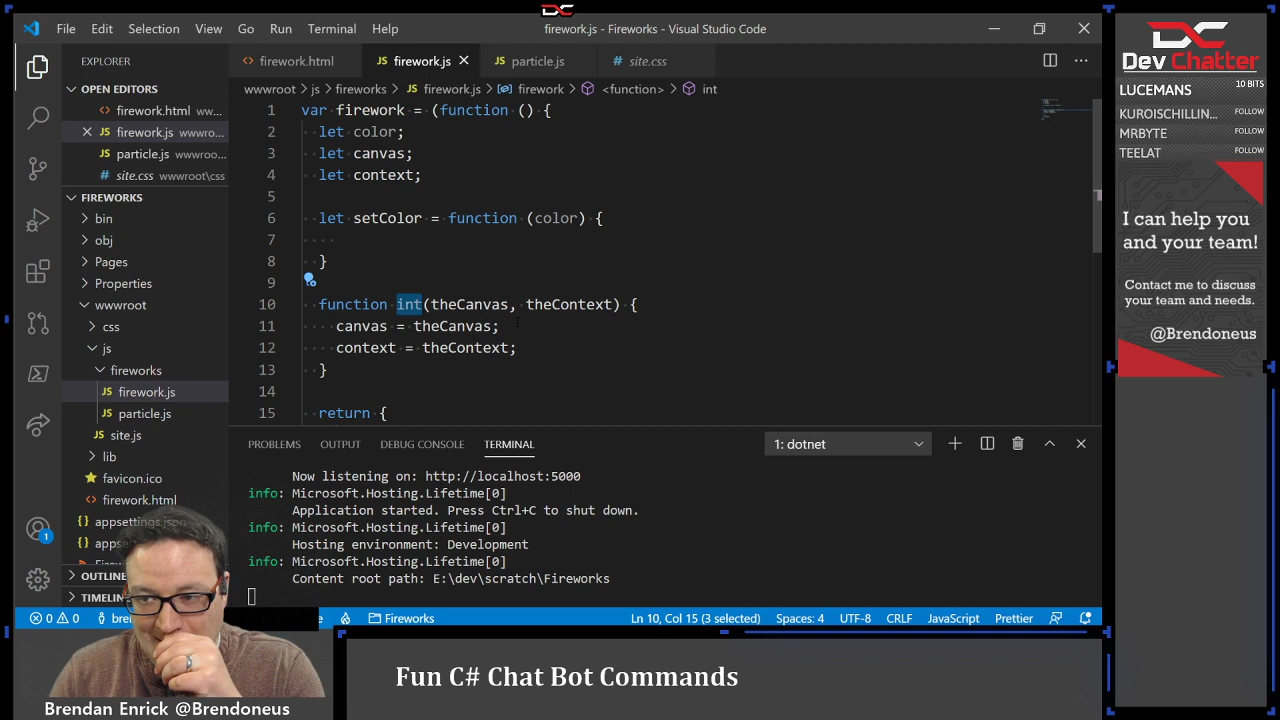 DC
File Edit Selection View Go Run Terminal Help
firework.js - Fireworks - Visual Studio Code
EXPLORER
OPEN EDITORS
firework.html ww...
firework.js wwwro...
particle.js wwwroo...
site.css wwwroot\css
FIREWORKS
bin
obj
Pages
Properties
wwwroot
css
js
fireworks
firework.js
particle.js
site.js
lib
favicon.ico
firework.html
appsettings.json
apps
OUTLIN
TIMELIN
1
firework.html
firework.js
particle.js
site.css
wwwroot > js > fireworks > firework.js > firework > <function> > int
1 var firework = (function () {
2 let color;
3 let canvas;
4 let context;
5
6 let setColor = function (color) {
7
8 }
9
10 function int(theCanvas, theContext) {
11 canvas = theCanvas;
12 context = theContext;
13 }
14
15 return {
PROBLEMS OUTPUT DEBUG CONSOLE TERMINAL
1: dotnet
Now listening on: http://localhost:5000
info: Microsoft.Hosting.Lifetime[0]
Application started. Press Ctrl+C to shut down.
info: Microsoft.Hosting.Lifetime[0]
Hosting environment: Development
info: Microsoft.Hosting.Lifetime[0]
Content root path: E:\dev\scratch\Fireworks
0 0 Fireworks Ln 10, Col 15 (3 selected) Spaces: 4 UTF-8 CRLF JavaScript Prettier
Dev Chatter
LUCEMANS 10 BITS
KUROISCHILLIN... FOLLOW
MRBYTE FOLLOW
TEELAT FOLLOW
I can help you
and your team!
Contact me to discuss
your team and needs.
@Brendoneus
Fun C# Chat Bot Commands
Brendan Enrick @Brendoneus